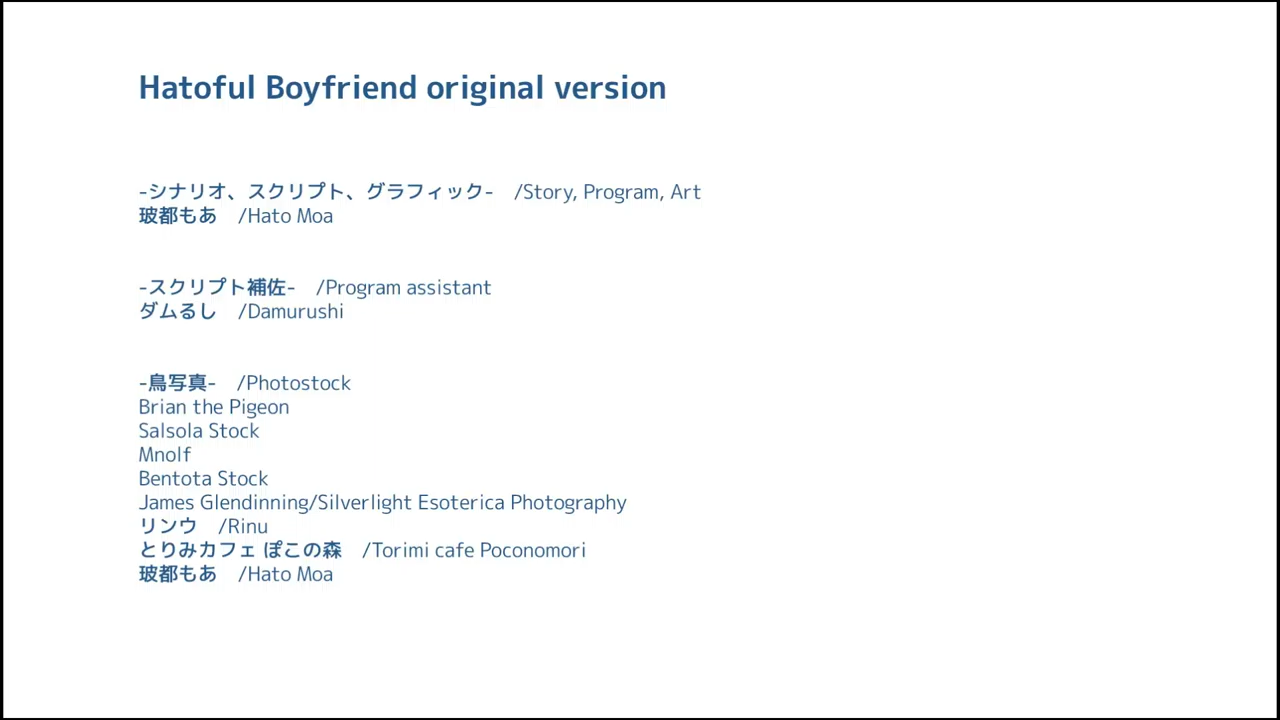 Hatoful Boyfriend original version
-シナリオ、スクリプト、グラフィック-　/Story, Program, Art
玻都もあ　/Hato Moa
-スクリプト補佐-　/Program assistant
ダムるし　/Damurushi
-鳥写真-　/Photostock
Brian the Pigeon
Salsola Stock
Mnolf
Bentota Stock
James Glendinning/Silverlight Esoterica Photography
リンウ　/Rinu
とりみカフェ ぽこの森　/Torimi cafe Poconomori
玻都もあ　/Hato Moa